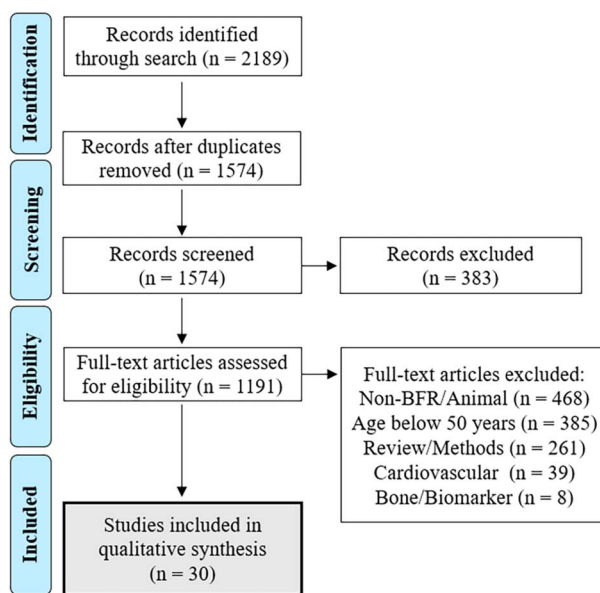 Identification
Records identified
through search (n = 2189)
Records after duplicates
removed (n = 1574)
Screening
Records screened
(n = 1574)
Records excluded
(n = 383)
Eligibility
Full-text articles assessed
for eligibility (n = 1191)
Full-text articles excluded:
Non-BFR/Animal (n = 468)
Age below 50 years (n = 385)
Review/Methods (n = 261)
Cardiovascular (n = 39)
Bone/Biomarker (n = 8)
Included
Studies included in
qualitative synthesis
(n = 30)